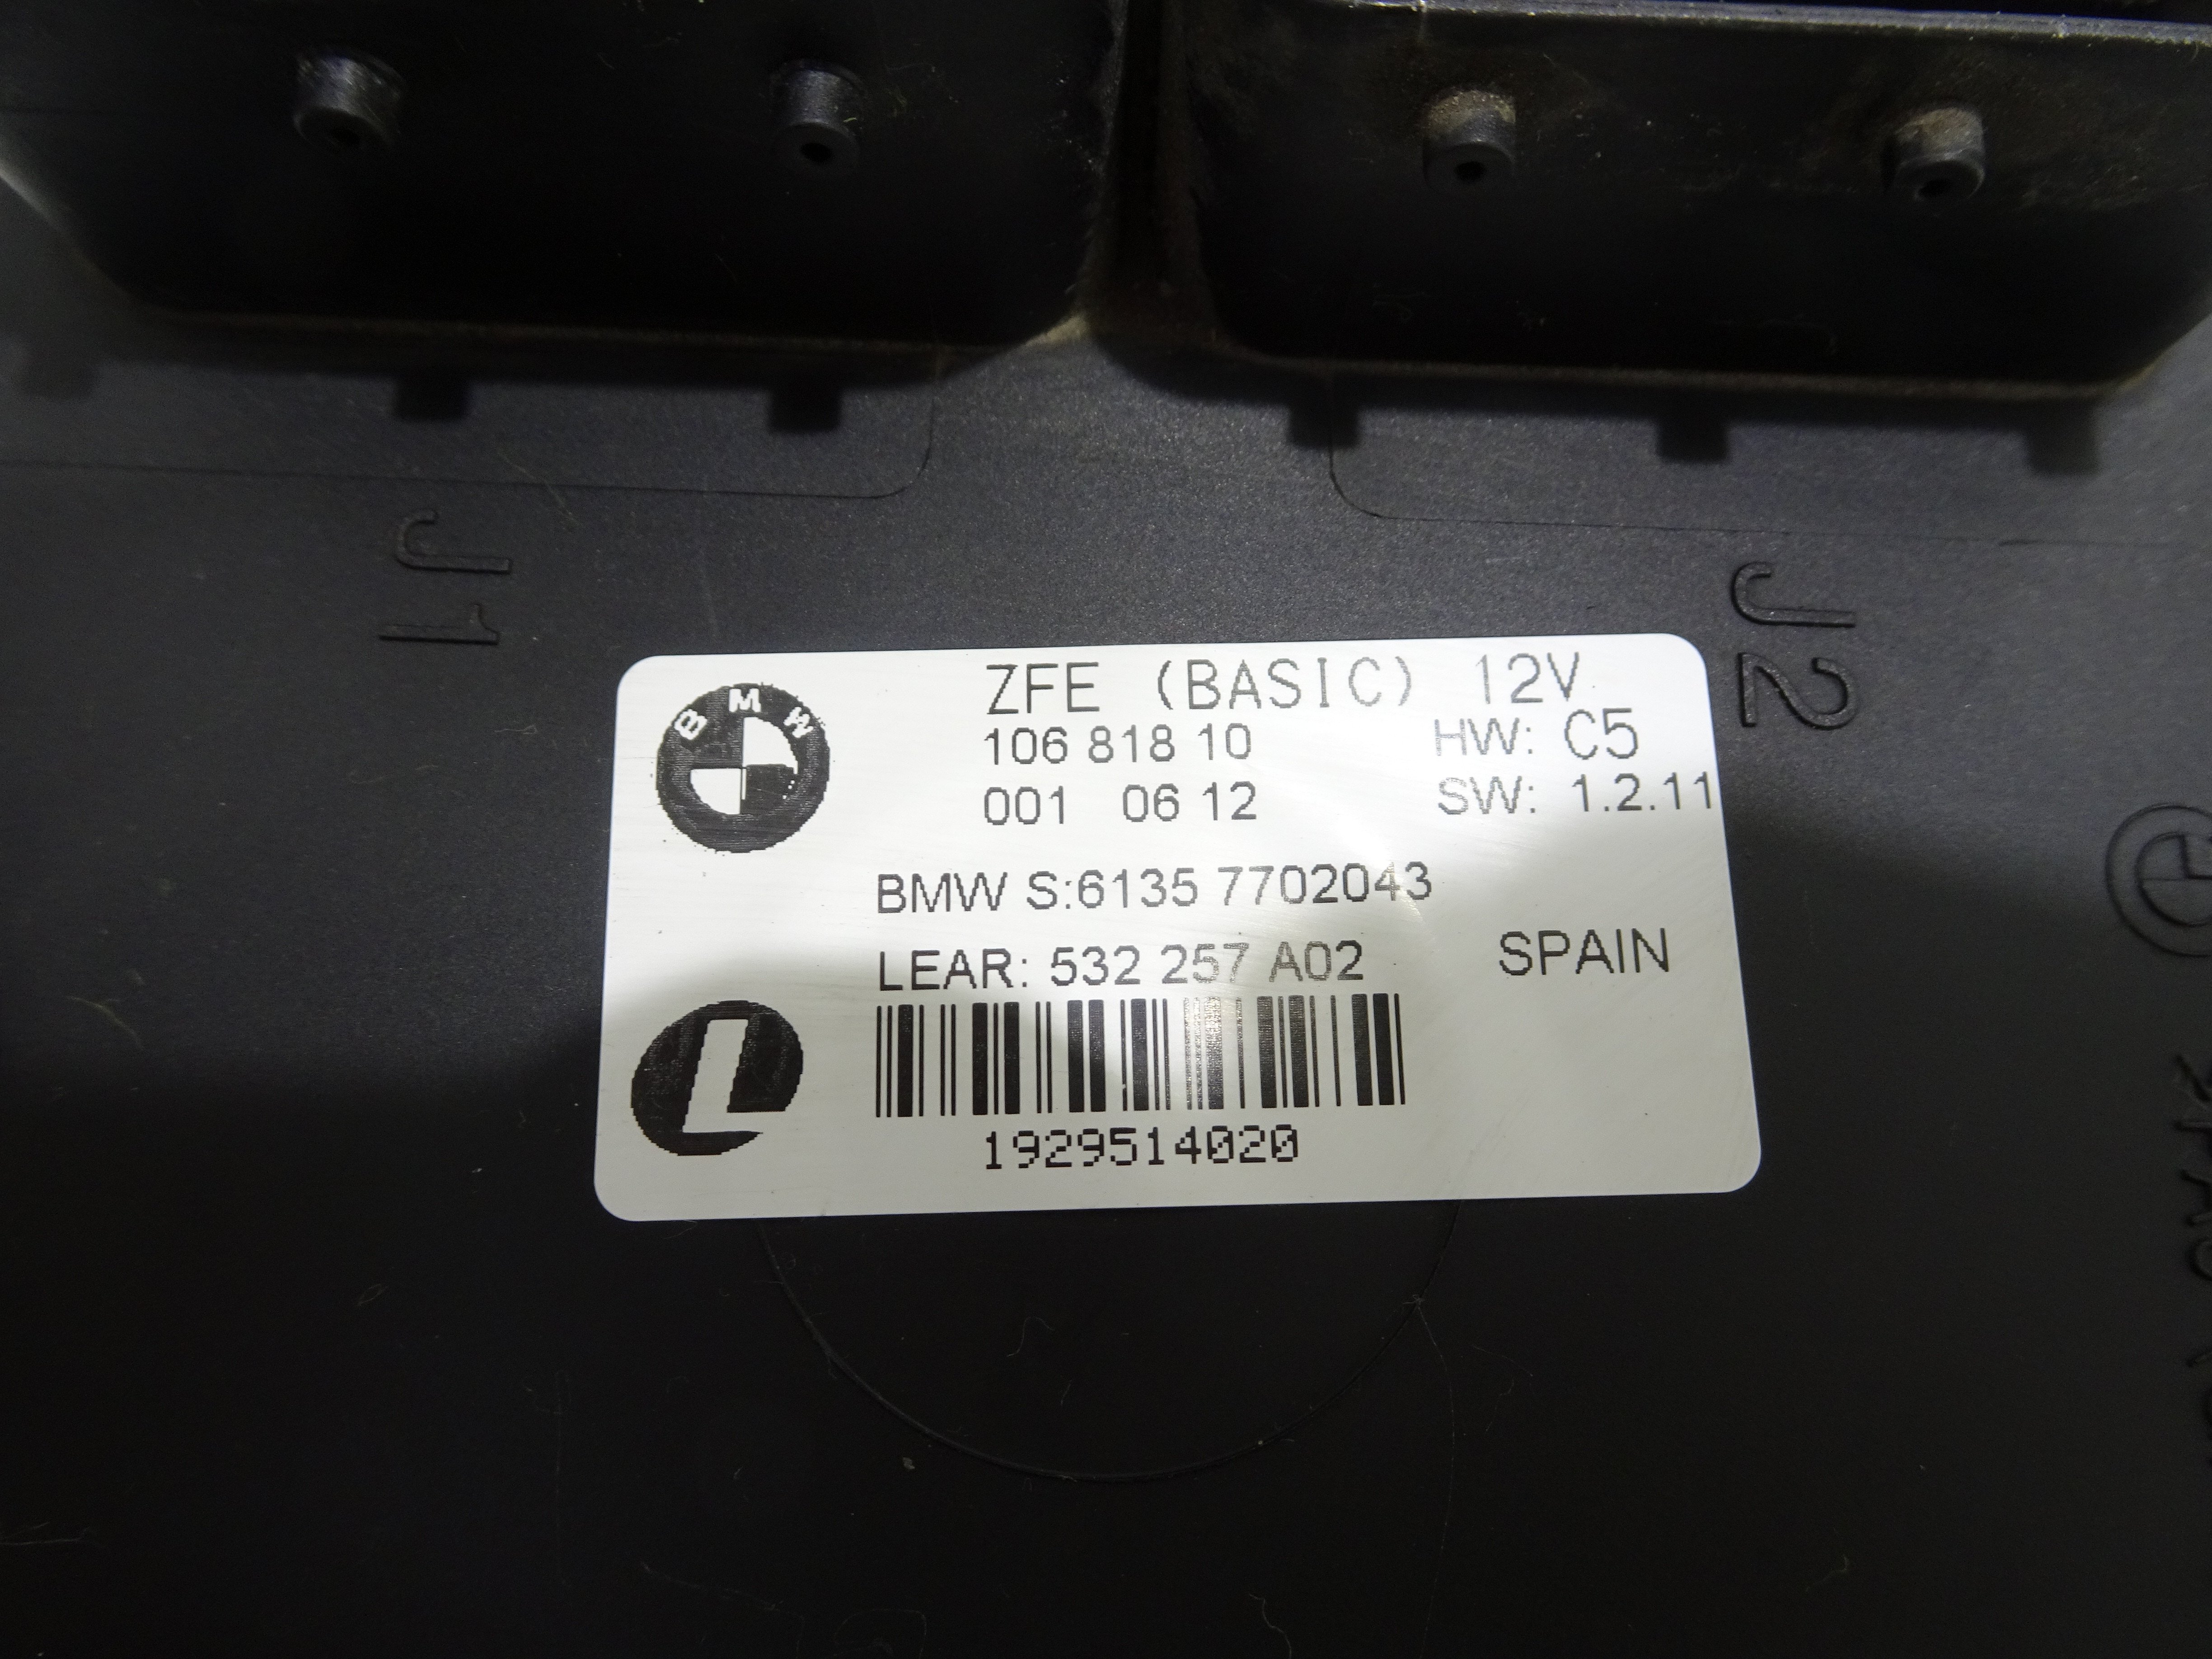 J1
J2
BMW
ZFE (BASIC) 12V
106 818 10 HW: C5
001 06 12 SW: 1.2.11
BMW S:6135 7702043
LEAR: 532 257 A02 SPAIN
L
1929514020